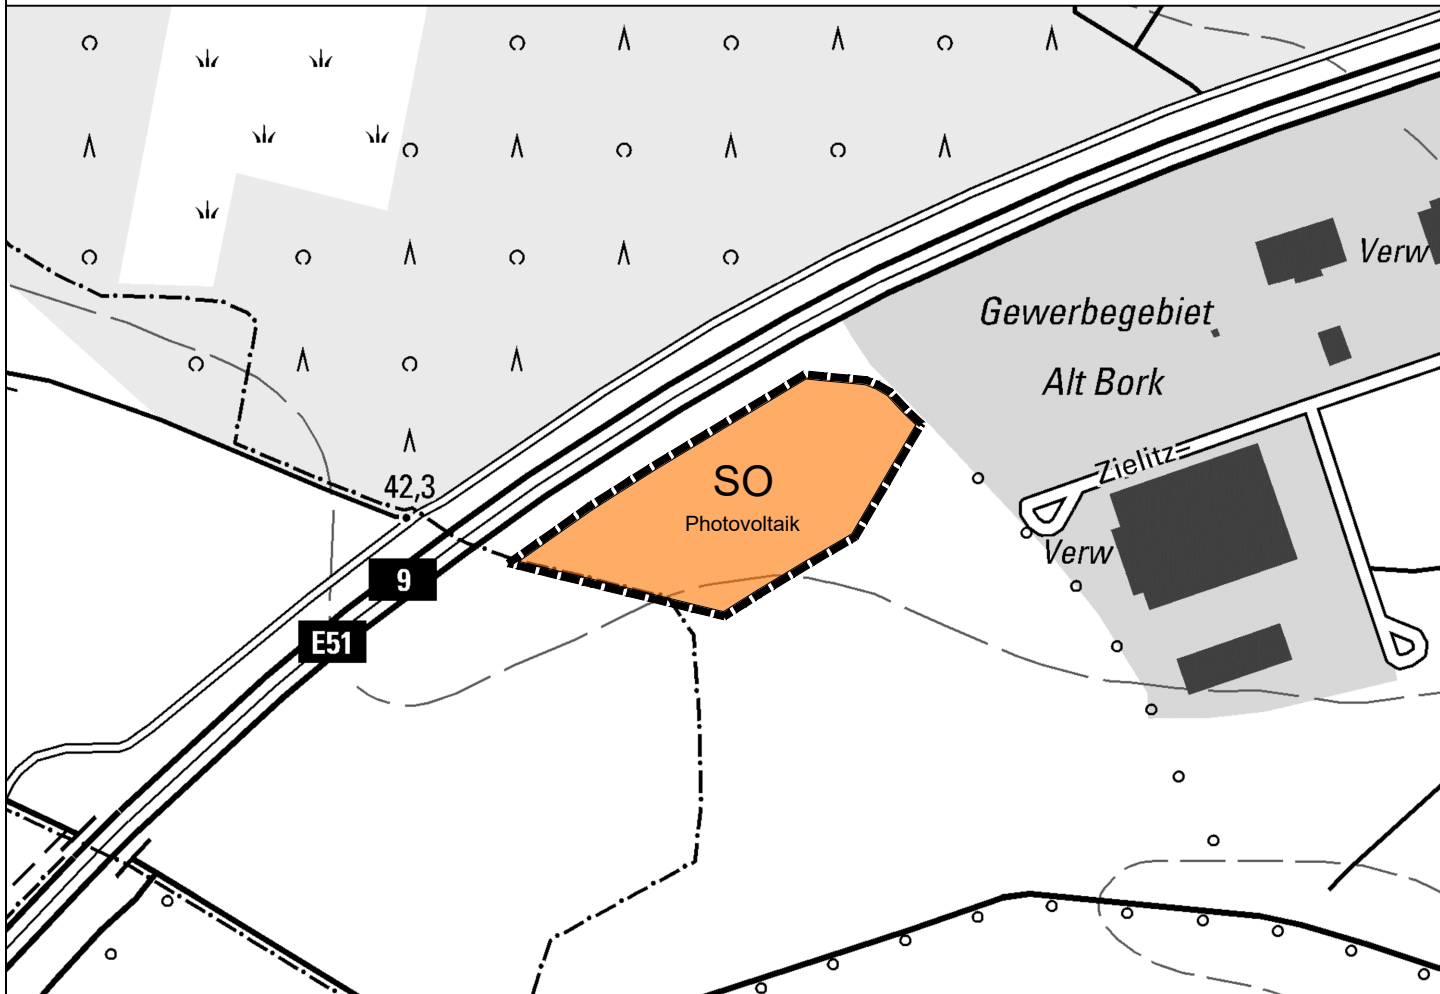 Verw
Gewerbegebiet
Alt Bork
Zielitz=
42,3
SO
Photovoltaik
Verw
9
E51